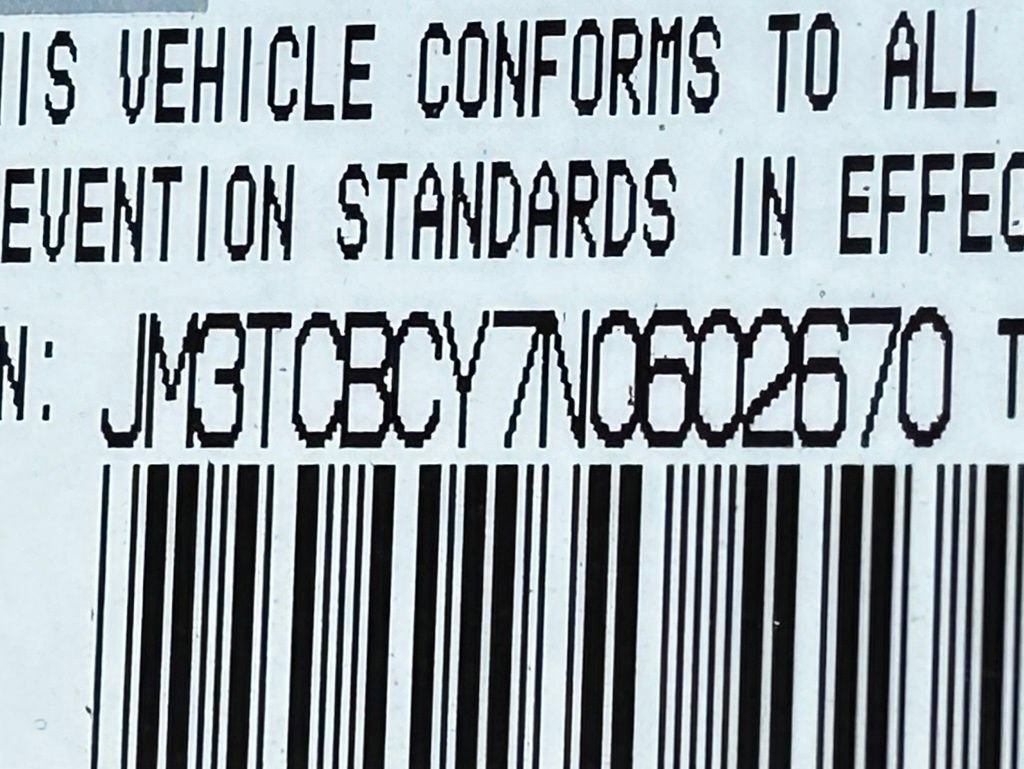 HIS VEHICLE CONFORMS TO ALL
EVENTION STANDARDS IN EFFEC
N: JM3TCBCY7N0602670 T